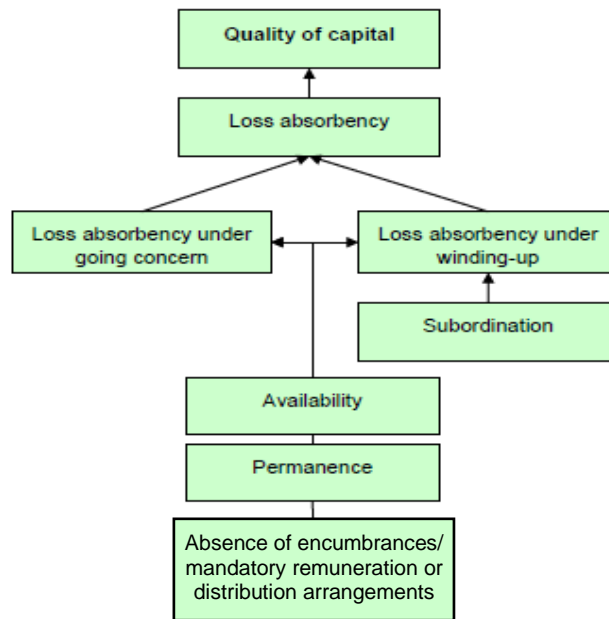 Quality of capital
Loss absorbency
Loss absorbency under
going concern
Loss absorbency under
winding-up
Subordination
Availability
Permanence
Absence of encumbrances/
mandatory remuneration or
distribution arrangements